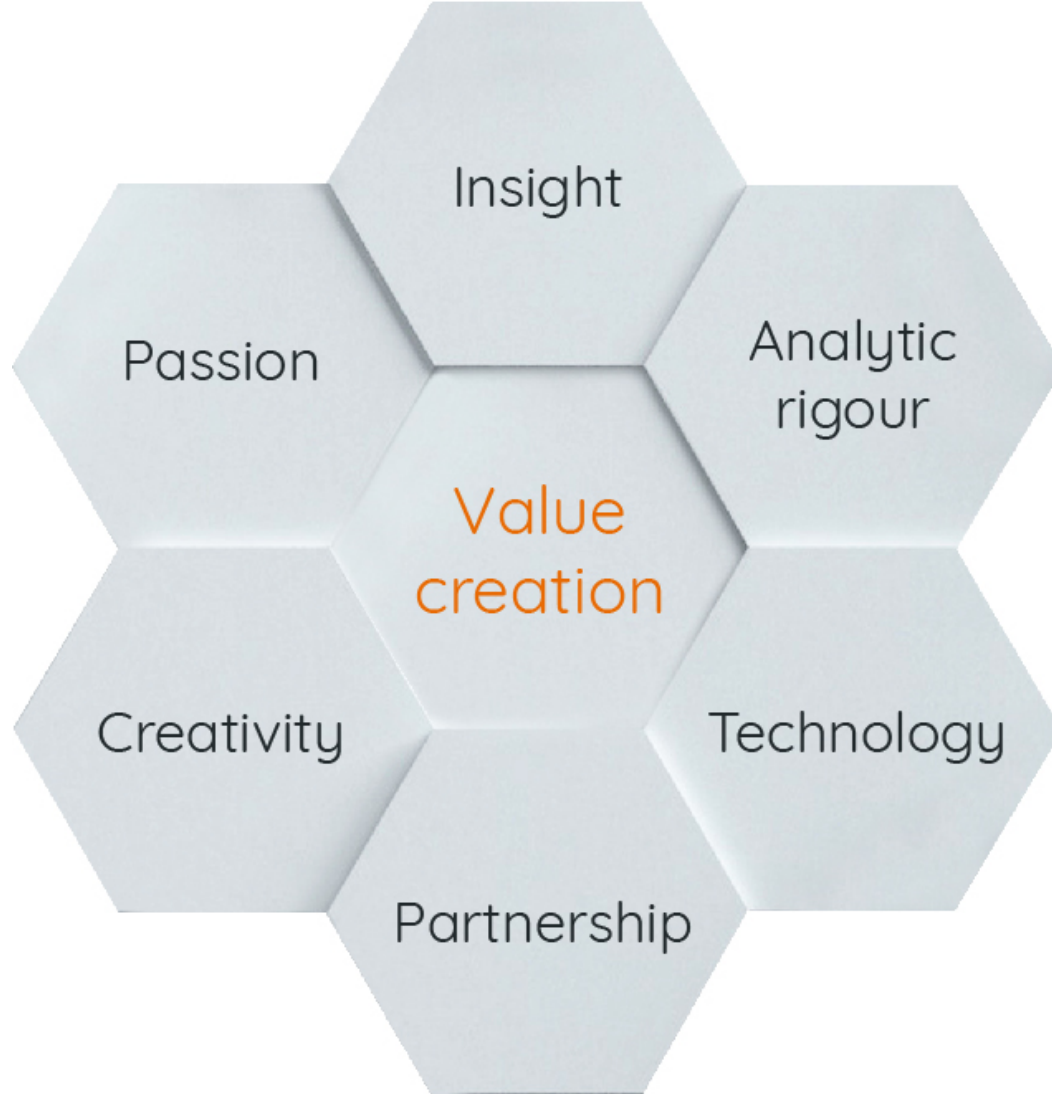 Insight
Passion
Analytic
rigour
Value
creation
Creativity
Technology
Partnership